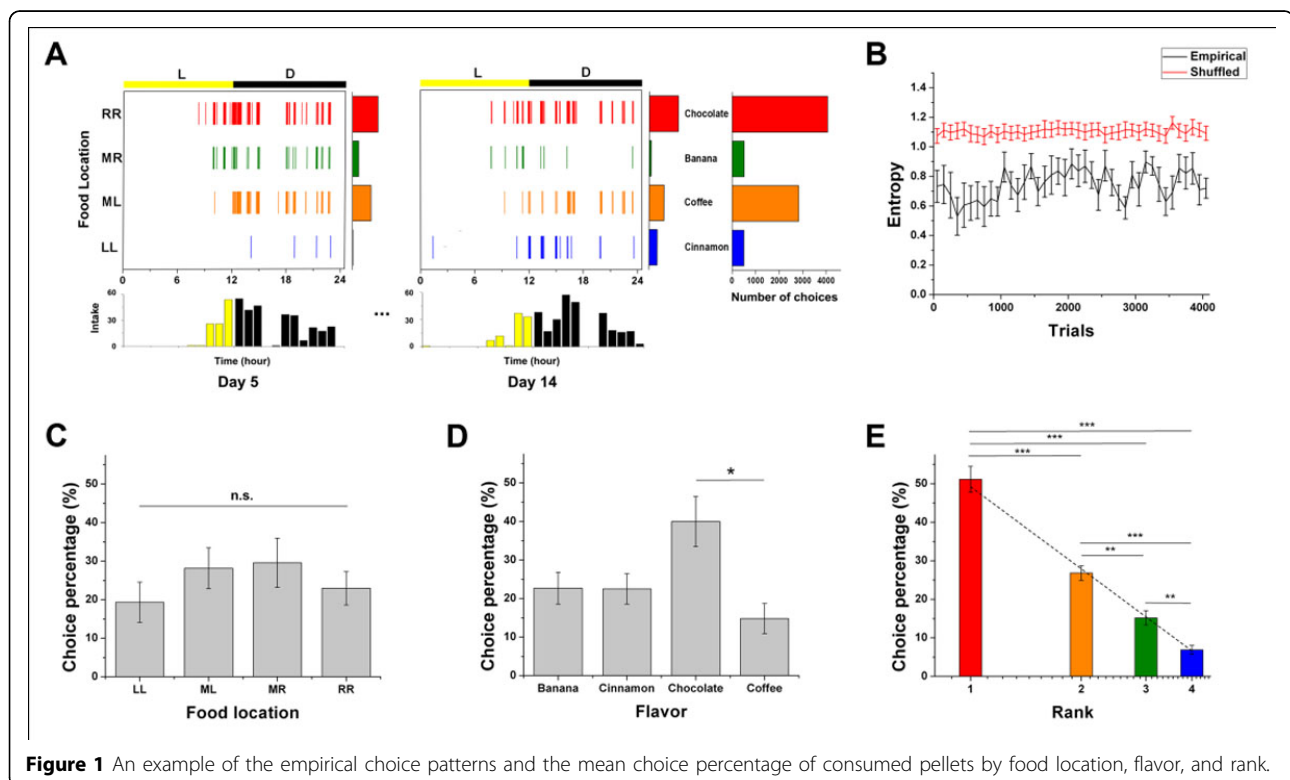 A
B
L
D
L
D
Empirical
Shuffled
Food Location
RR
MR
ML
LL
Chocolate
Banana
Coffee
Cinnamon
0 6 12 18 24
0 6 12 18 24
0 1000 2000 3000 4000
Number of choices
Intake
60
30
0
60
30
0
Time (hour)
...
Time (hour)
Day 5
Day 14
Entropy
1.4
1.2
1.0
0.8
0.6
0.4
0.2
0.0
0 1000 2000 3000 4000
Trials
C
Choice percentage (%)
50
40
30
20
10
0
n.s.
LL ML MR RR
Food location
D
Choice percentage (%)
50
40
30
20
10
0
*
Banana Cinnamon Chocolate Coffee
Flavor
E
Choice percentage (%)
50
40
30
20
10
0
***
***
***
***
**
**
1 2 3 4
Rank
Figure 1 An example of the empirical choice patterns and the mean choice percentage of consumed pellets by food location, flavor, and rank.